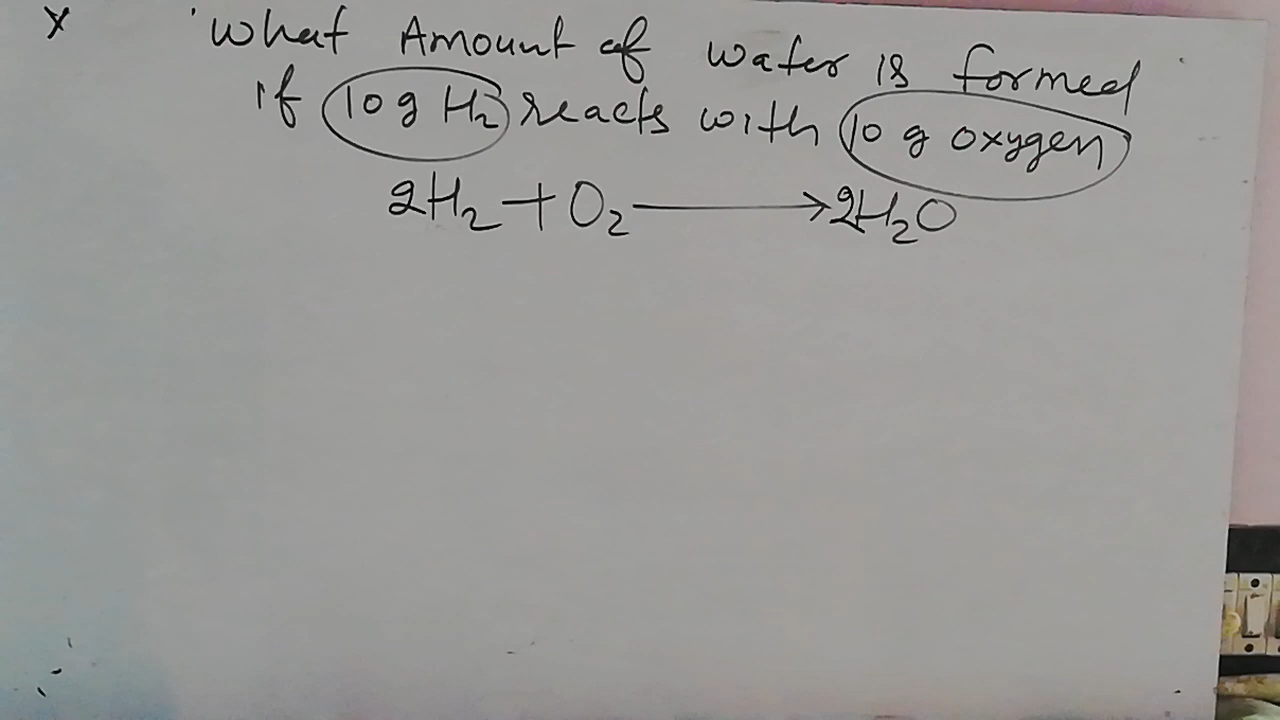 x What Amount of water is formed
if 10 g H₂ reacts with 10 g oxygen
2H₂ + O₂ ⟶ 2H₂O